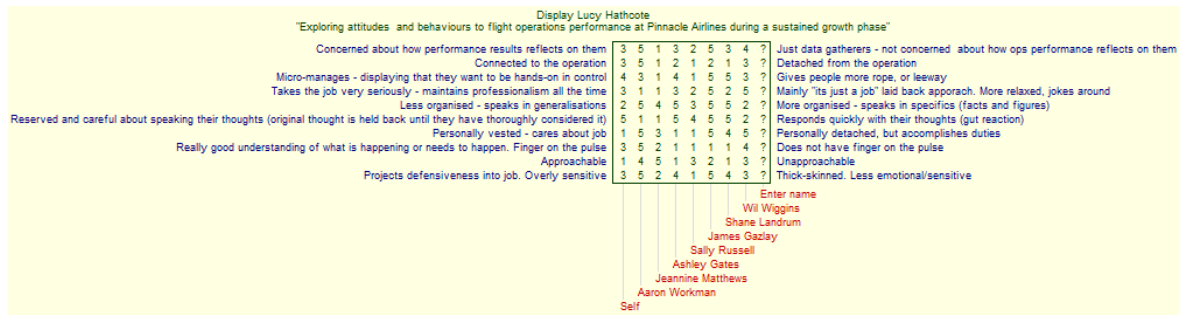 Display Lucy Hathcote
"Exploring attitudes and behaviours to flight operations performance at Pinnacle Airlines during a sustained growth phase"
Concerned about how performance results reflects on them 3 5 1 3 2 5 3 4 ? Just data gatherers - not concerned about how ops performance reflects on them
Connected to the operation 3 5 1 2 1 2 1 3 ? Detached from the operation
Micro-manages - displaying that they want to be hands-on in control 4 3 1 4 1 5 5 3 ? Gives people more rope, or leeway
Takes the job very seriously - maintains professionalism all the time 3 1 1 3 2 5 2 5 ? Mainly "its just a job" laid back apporach. More relaxed, jokes around
Less organised - speaks in generalisations 2 5 4 5 3 5 5 2 ? More organised - speaks in specifics (facts and figures)
Reserved and careful about speaking their thoughts (original thought is held back until they have thoroughly considered it) 5 1 1 5 4 5 5 2 ? Responds quickly with their thoughts (gut reaction)
Personally vested - cares about job 1 5 3 1 1 5 4 5 ? Personally detached, but accomplishes duties
Really good understanding of what is happening or needs to happen. Finger on the pulse 3 5 2 1 1 1 1 4 ? Does not have finger on the pulse
Approachable 1 4 5 1 3 2 1 3 ? Unapproachable
Projects defensiveness into job. Overly sensitive 3 5 2 4 1 5 4 3 ? Thick-skinned. Less emotional/sensitive
Enter name
Wil Wiggins
Shane Landrum
James Gazlay
Sally Russell
Ashley Gates
Jeannine Matthews
Aaron Workman
Self